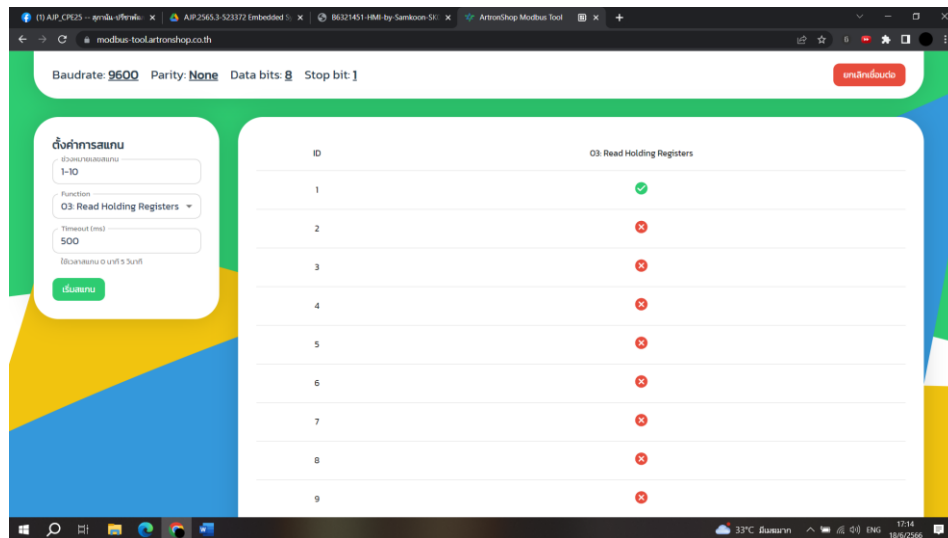 (1) AJP_CPE25 --
AJP.2565.3-523372 Embedded
B6321451-HMI-by-Samkoon-SK
ArtronShop Modbus Tool
modbus-tool.artronshop.co.th
Baudrate: 9600 Parity: None Data bits: 8 Stop bit: 1
ยกเลิกเชื่อมต่อ
ตั้งค่าการสแกน
ช่วงหมายเลขสแกน
1-10
Function
03: Read Holding Registers
Timeout (ms)
500
ใช้เวลาสแกน 0 นาที 5 วินาที
เริ่มสแกน
ID 03: Read Holding Registers
1
2
3
4
5
6
7
8
9
33°C มีเมฆมาก
ENG
17:14
18/6/2566